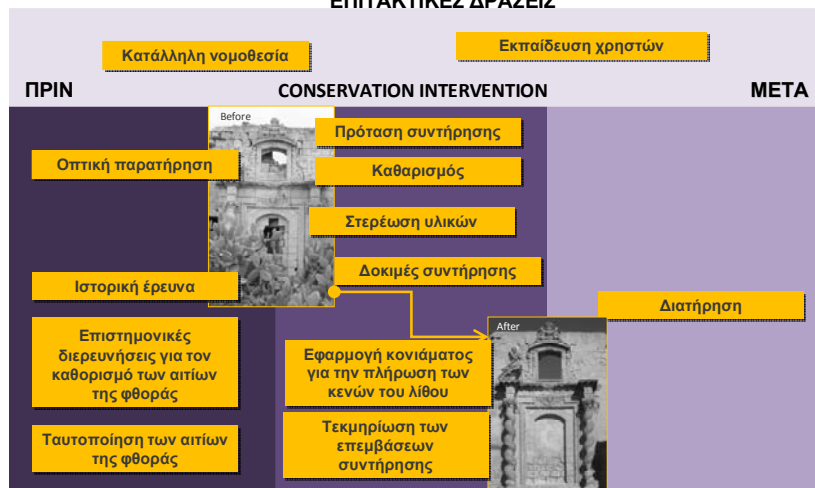 ΕΠΙΤΑΚΤΙΚΕΣ ΔΡΑΣΕΙΣ
Κατάλληλη νομοθεσία
Εκπαίδευση χρηστών
ΠΡΙΝ
CONSERVATION INTERVENTION
ΜΕΤΑ
Before
Οπτική παρατήρηση
Ιστορική έρευνα
Επιστημονικές
διερευνήσεις για τον
καθορισμό των αιτίων
της φθοράς
Ταυτοποίηση των αιτίων
της φθοράς
Πρόταση συντήρησης
Καθαρισμός
Στερέωση υλικών
Δοκιμές συντήρησης
Εφαρμογή κονιάματος
για την πλήρωση των
κενών του λίθου
Τεκμηρίωση των
επεμβάσεων
συντήρησης
After
Διατήρηση